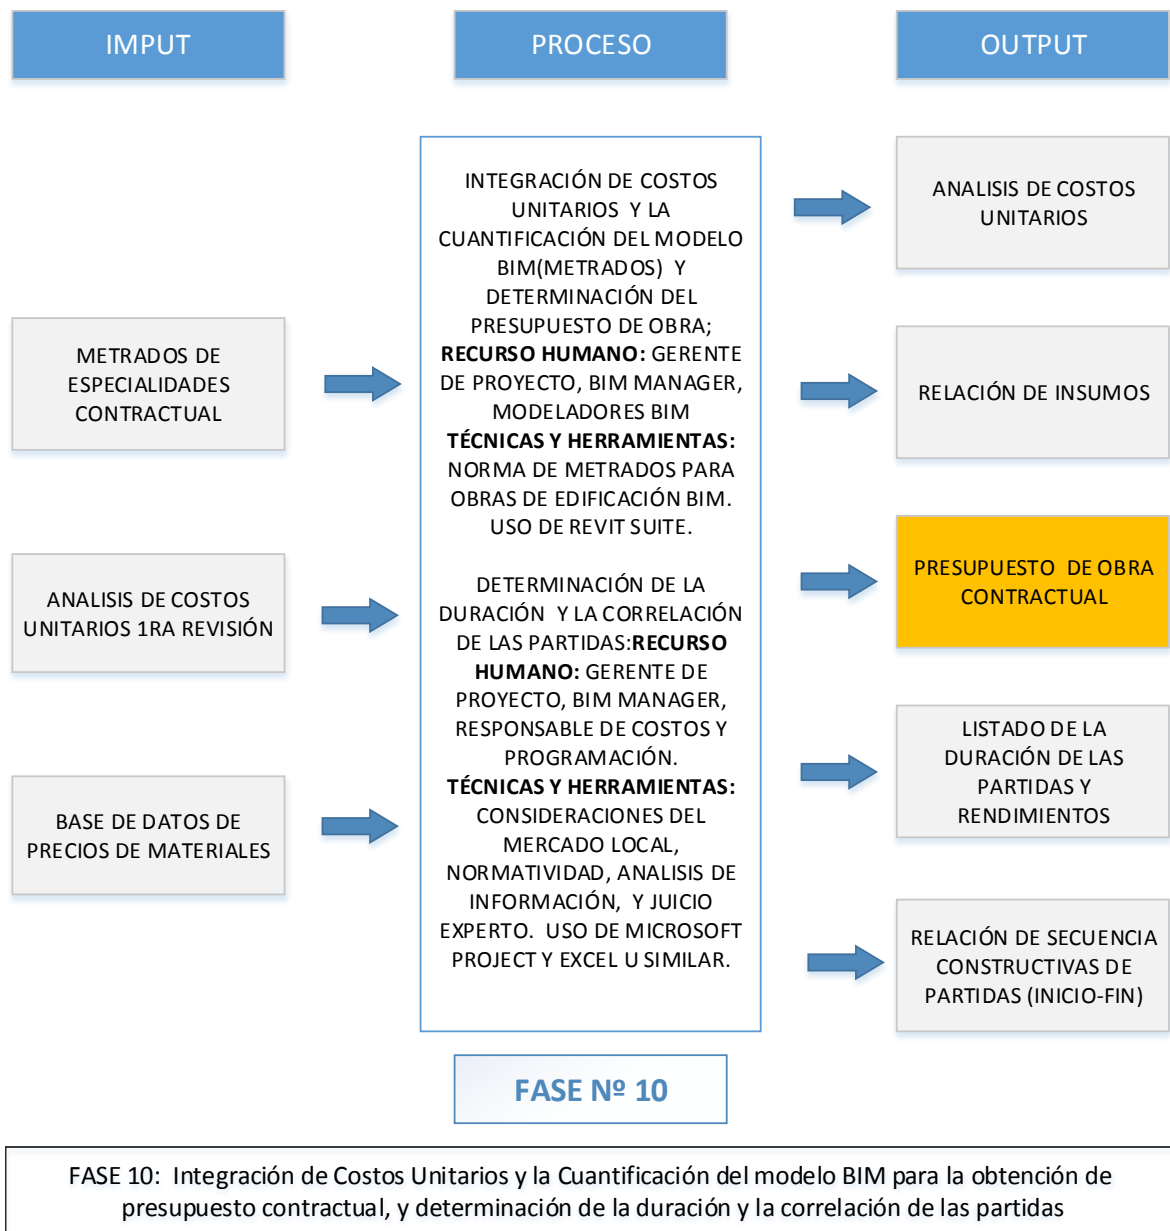 IMPUT
PROCESO
OUTPUT
METRADOS DE
ESPECIALIDADES
CONTRACTUAL
ANALISIS DE COSTOS
UNITARIOS 1RA REVISIÓN
BASE DE DATOS DE
PRECIOS DE MATERIALES
INTEGRACIÓN DE COSTOS
UNITARIOS Y LA
CUANTIFICACIÓN DEL MODELO
BIM(METRADOS) Y
DETERMINACIÓN DEL
PRESUPUESTO DE OBRA;
RECURSO HUMANO: GERENTE
DE PROYECTO, BIM MANAGER,
MODELADORES BIM
TÉCNICAS Y HERRAMIENTAS:
NORMA DE METRADOS PARA
OBRAS DE EDIFICACIÓN BIM.
USO DE REVIT SUITE.
DETERMINACIÓN DE LA
DURACIÓN Y LA CORRELACIÓN
DE LAS PARTIDAS:RECURSO
HUMANO: GERENTE DE
PROYECTO, BIM MANAGER,
RESPONSABLE DE COSTOS Y
PROGRAMACIÓN.
TÉCNICAS Y HERRAMIENTAS:
CONSIDERACIONES DEL
MERCADO LOCAL,
NORMATIVIDAD, ANALISIS DE
INFORMACIÓN, Y JUICIO
EXPERTO. USO DE MICROSOFT
PROJECT Y EXCEL U SIMILAR.
ANALISIS DE COSTOS
UNITARIOS
RELACIÓN DE INSUMOS
PRESUPUESTO DE OBRA
CONTRACTUAL
LISTADO DE LA
DURACIÓN DE LAS
PARTIDAS Y
RENDIMIENTOS
RELACIÓN DE SECUENCIA
CONSTRUCTIVAS DE
PARTIDAS (INICIO-FIN)
FASE Nº 10
FASE 10: Integración de Costos Unitarios y la Cuantificación del modelo BIM para la obtención de
presupuesto contractual, y determinación de la duración y la correlación de las partidas